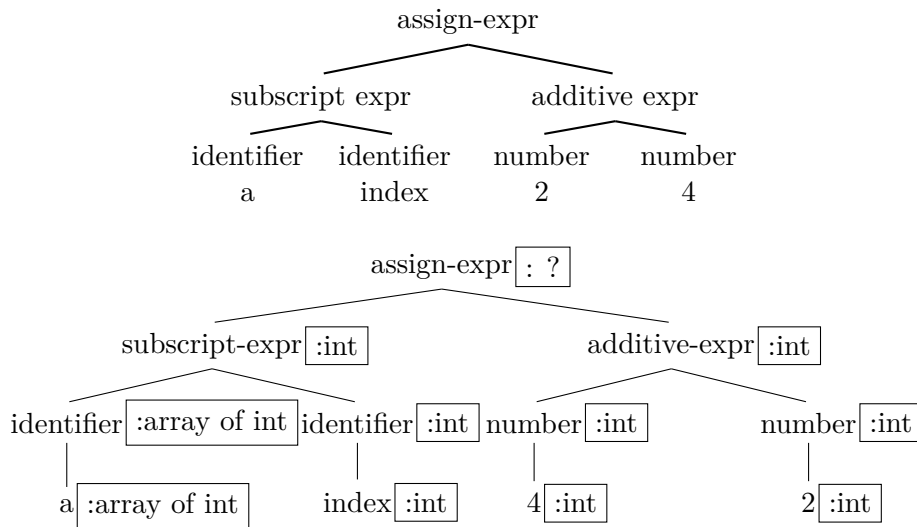 assign-expr
subscript expr additive expr
identifier identifier number number
a index 2 4
assign-expr : ?
subscript-expr :int additive-expr :int
identifier :array of int identifier :int number :int number :int
a :array of int index :int 4 :int 2 :int